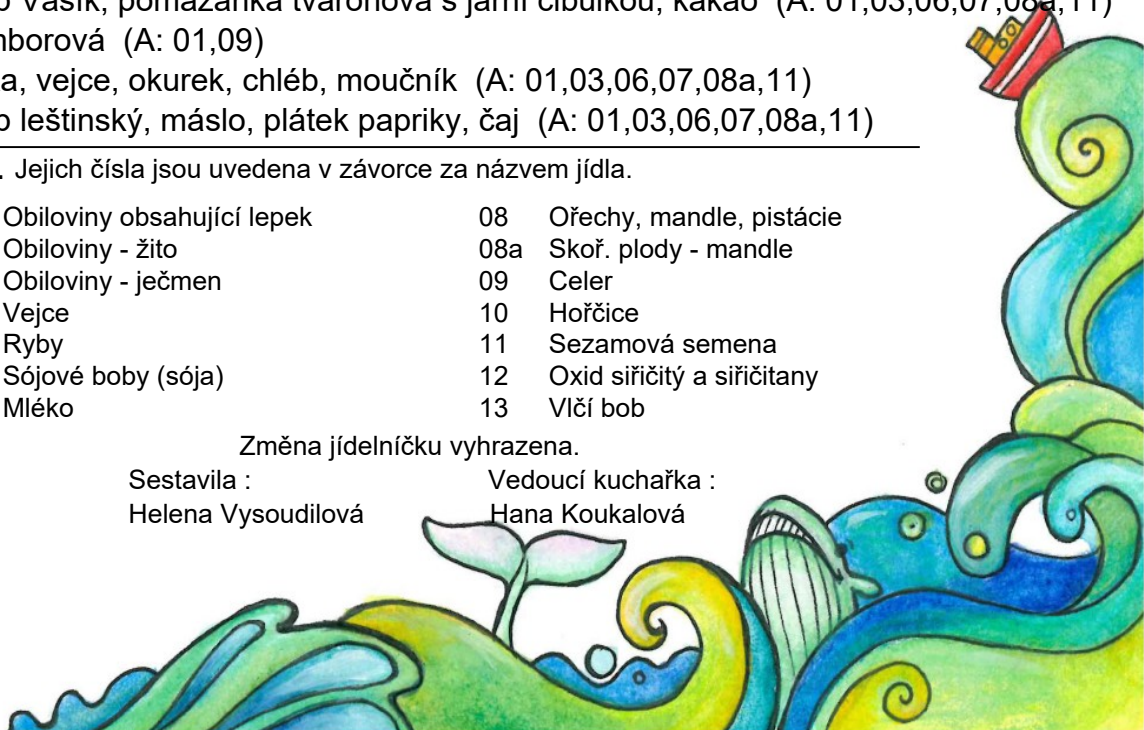 Vašík, pomazánka tvarohová s jarní cibulkou, kakao (A: 01,03,06,07,08a,11)
mborová (A: 01,09)
a, vejce, okurek, chléb, moučník (A: 01,03,06,07,08a,11)
leštinský, máslo, plátek papriky, čaj (A: 01,03,06,07,08a,11)
. Jejich čísla jsou uvedena v závorce za názvem jídla.
Obiloviny obsahující lepek 08 Ořechy, mandle, pistácie
Obiloviny - žito 08a Skoř. plody - mandle
Obiloviny - ječmen 09 Celer
Vejce 10 Hořčice
Ryby 11 Sezamová semena
Sójové boby (sója) 12 Oxid siřičitý a siřičitany
Mléko 13 Vlčí bob
Změna jídelníčku vyhrazena.
Sestavila : Vedoucí kuchařka :
Helena Vysoudilová Hana Koukalová